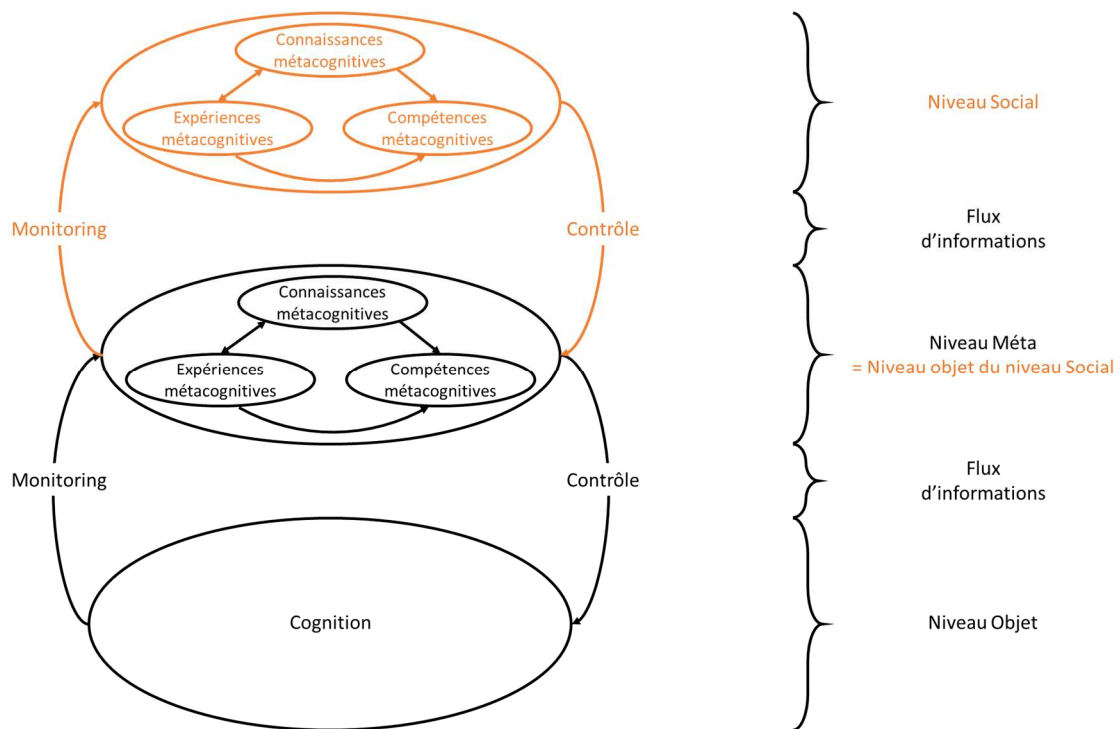 Connaissances
métacognitives
Expériences
métacognitives
Compétences
métacognitives
Niveau Social
Monitoring
Contrôle
Flux
d’informations
Connaissances
métacognitives
Expériences
métacognitives
Compétences
métacognitives
Niveau Méta
= Niveau objet du niveau Social
Monitoring
Contrôle
Flux
d’informations
Cognition
Niveau Objet